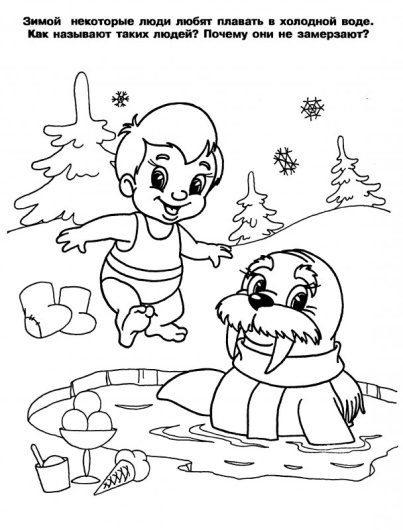 Зимой некоторые люди любят плавать в холодной воде.
Как называют таких людей? Почему они не замерзают?